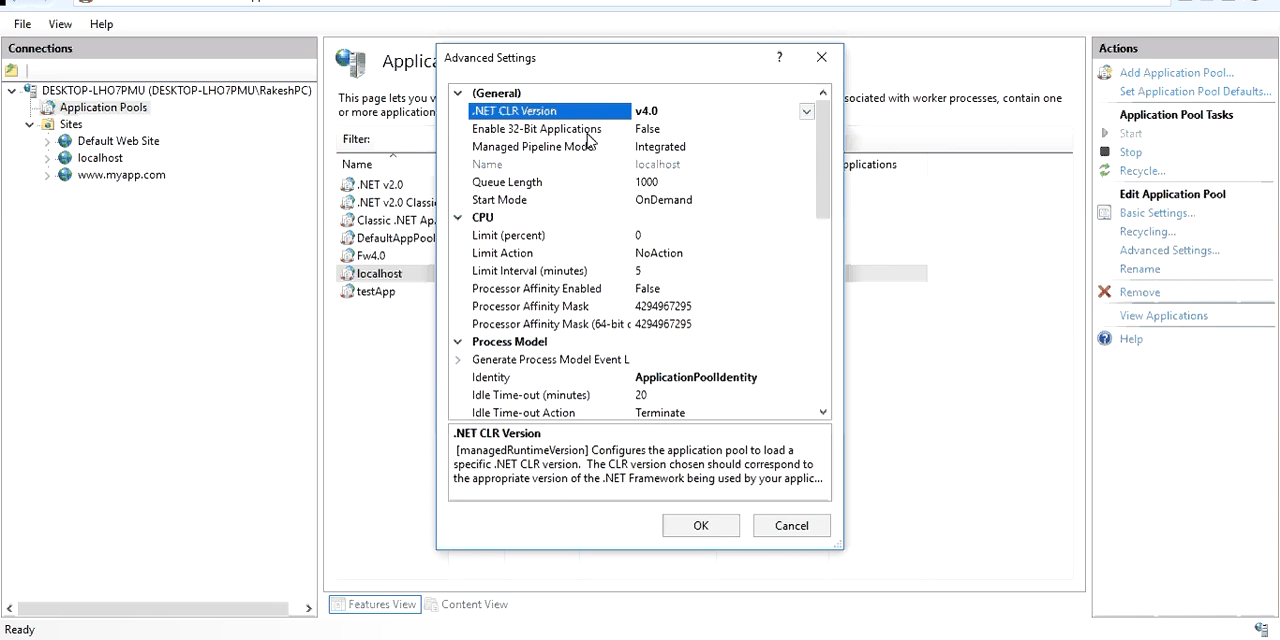 File View Help
Connections
DESKTOP-LHO7PMU (DESKTOP-LHO7PMU\RakeshPC)
Application Pools
Sites
Default Web Site
localhost
www.myapp.com
Applic
This page lets you v
or more application
sociated with worker processes, contain one
Filter:
Name
pplications
.NET v2.0
.NET v2.0 Classi
Classic .NET Ap.
DefaultAppPool
Fw4.0
localhost
testApp
Advanced Settings
?
(General)
.NET CLR Version v4.0
Enable 32-Bit Applications False
Managed Pipeline Mode Integrated
Name localhost
Queue Length 1000
Start Mode OnDemand
CPU
Limit (percent) 0
Limit Action NoAction
Limit Interval (minutes) 5
Processor Affinity Enabled False
Processor Affinity Mask 4294967295
Processor Affinity Mask (64-bit o 4294967295
Process Model
Generate Process Model Event L
Identity ApplicationPoolIdentity
Idle Time-out (minutes) 20
Idle Time-out Action Terminate
.NET CLR Version
[managedRuntimeVersion] Configures the application pool to load a
specific .NET CLR version. The CLR version chosen should correspond to
the appropriate version of the .NET Framework being used by your applic...
OK Cancel
Features View Content View
Actions
Add Application Pool...
Set Application Pool Defaults...
Application Pool Tasks
Start
Stop
Recycle...
Edit Application Pool
Basic Settings...
Recycling...
Advanced Settings...
Rename
Remove
View Applications
Help
Ready